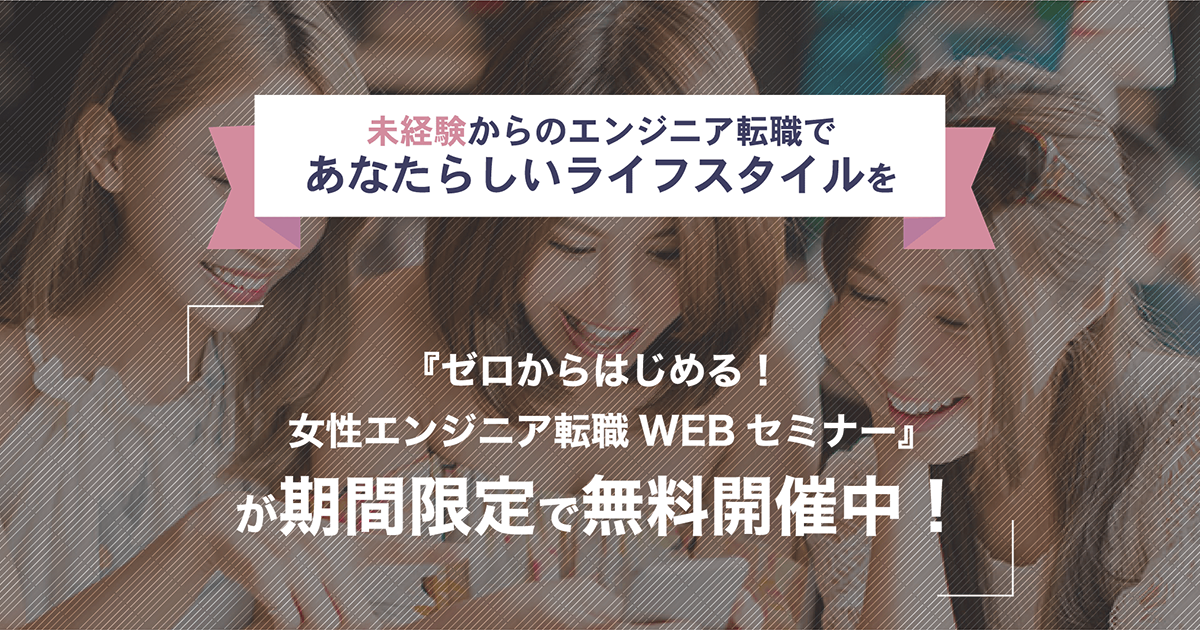 未経験からのエンジニア転職で
あなたらしいライフスタイルを
『ゼロからはじめる！
女性エンジニア転職 WEB セミナー』
が期間限定で無料開催中！